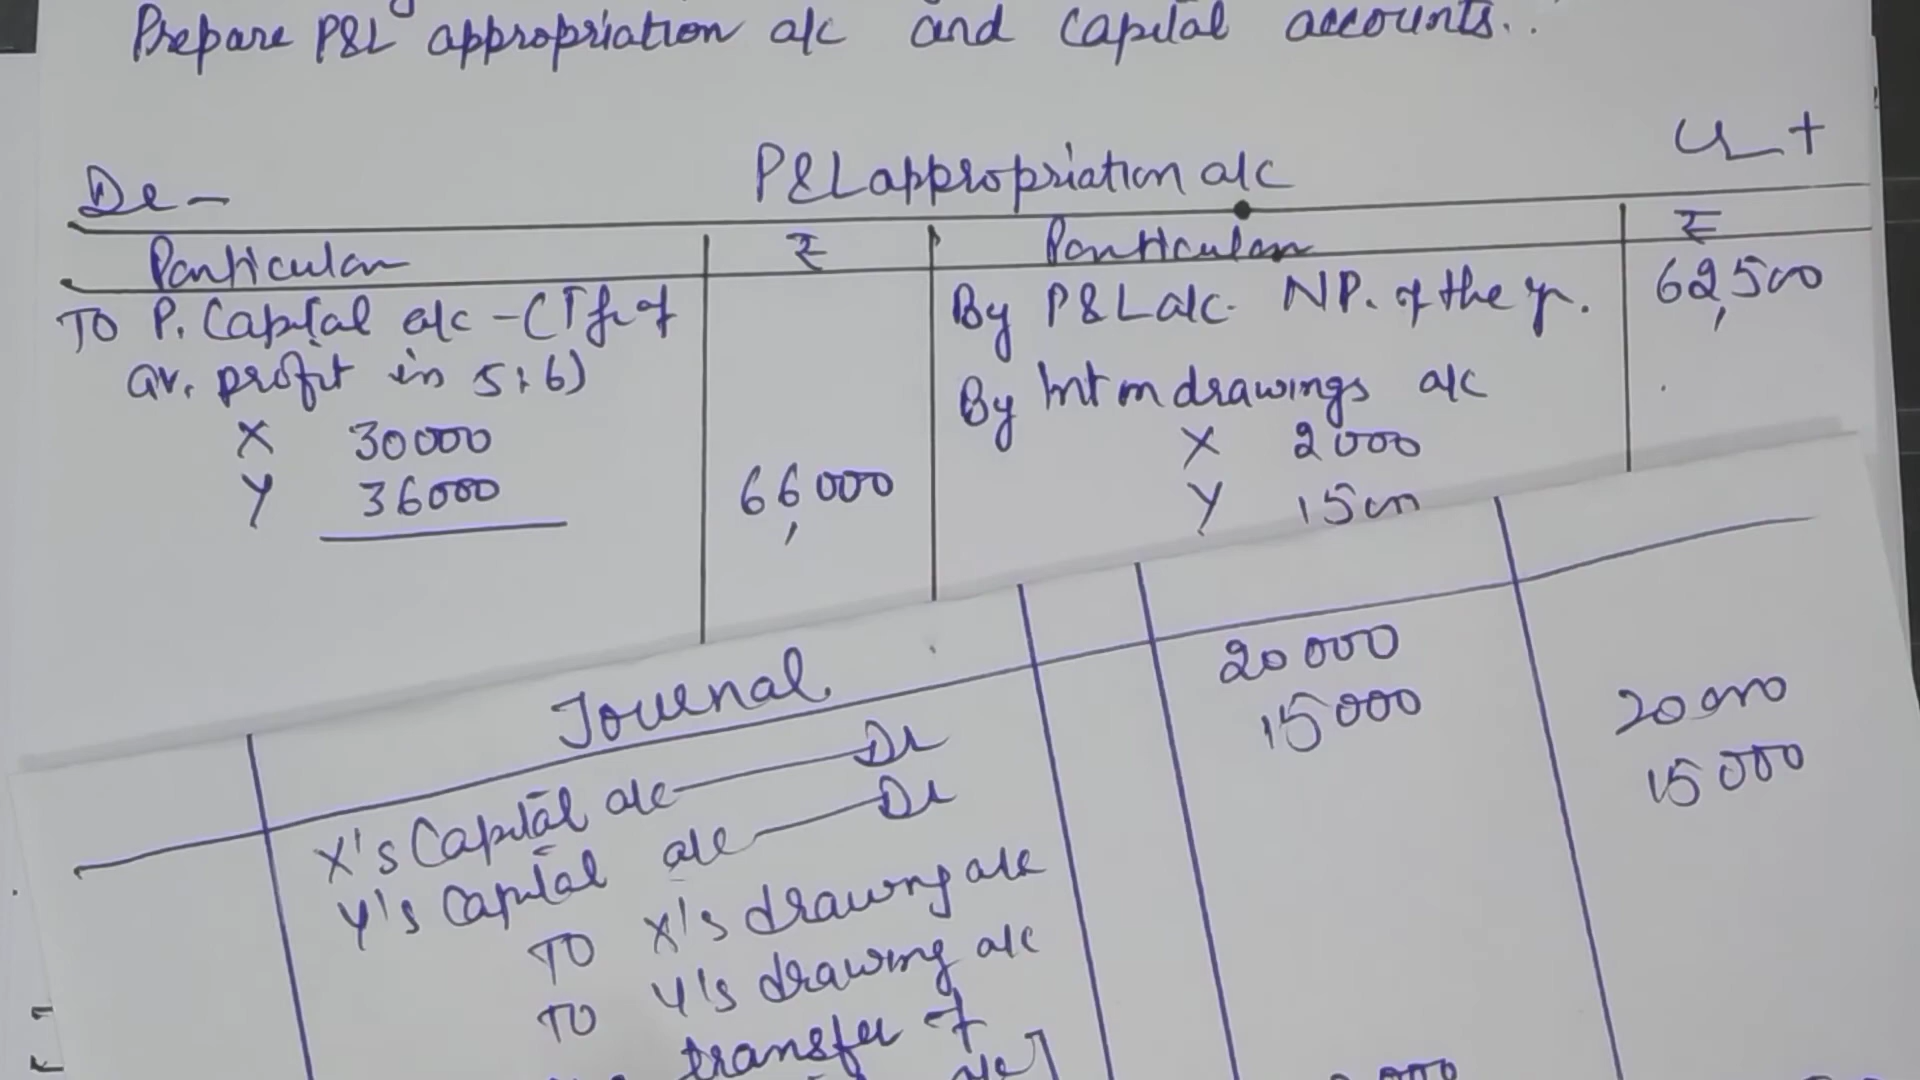 Prepare P&L appropriation a/c and capital accounts..
Dr - P&L appropriation a/c Cr +
Particular ₹ Particular ₹
To P. Capital a/c - (Tfr of By P&L a/c. NP. of the yr. 62,500
av. profit in 5:6) By Int on drawings a/c
X 30000 X 2000
Y 36000 66,000 Y 1500
Journal.
X's Capital a/c Dr 20000
Y's Capital a/c Dr 15000
To X's drawing a/c 20000
To Y's drawing a/c 15000
transfer of
a/c]